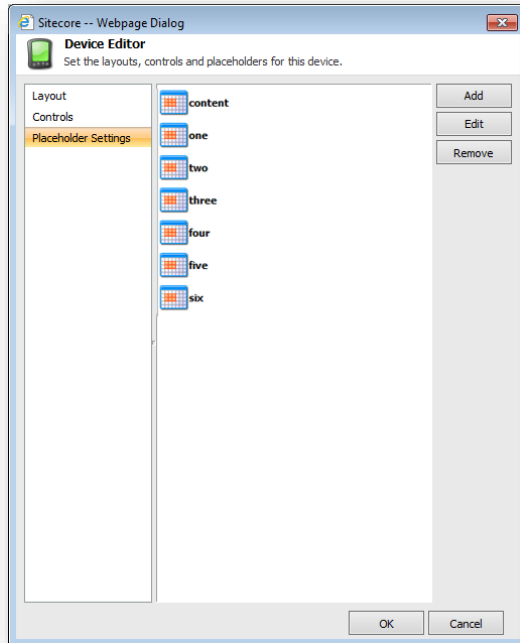 Sitecore -- Webpage Dialog
Device Editor
Set the layouts, controls and placeholders for this device.
Layout
Controls
Placeholder Settings
content
one
two
three
four
five
six
Add
Edit
Remove
OK
Cancel